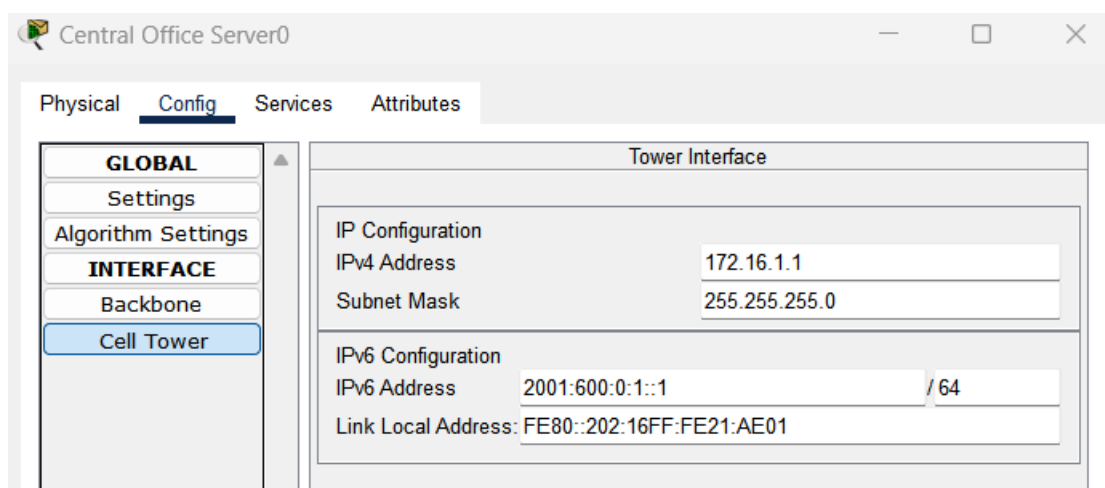 Central Office Server0
Physical Config Services Attributes
GLOBAL
Settings
Algorithm Settings
INTERFACE
Backbone
Cell Tower
Tower Interface
IP Configuration
IPv4 Address 172.16.1.1
Subnet Mask 255.255.255.0
IPv6 Configuration
IPv6 Address 2001:600:0:1::1 / 64
Link Local Address: FE80::202:16FF:FE21:AE01